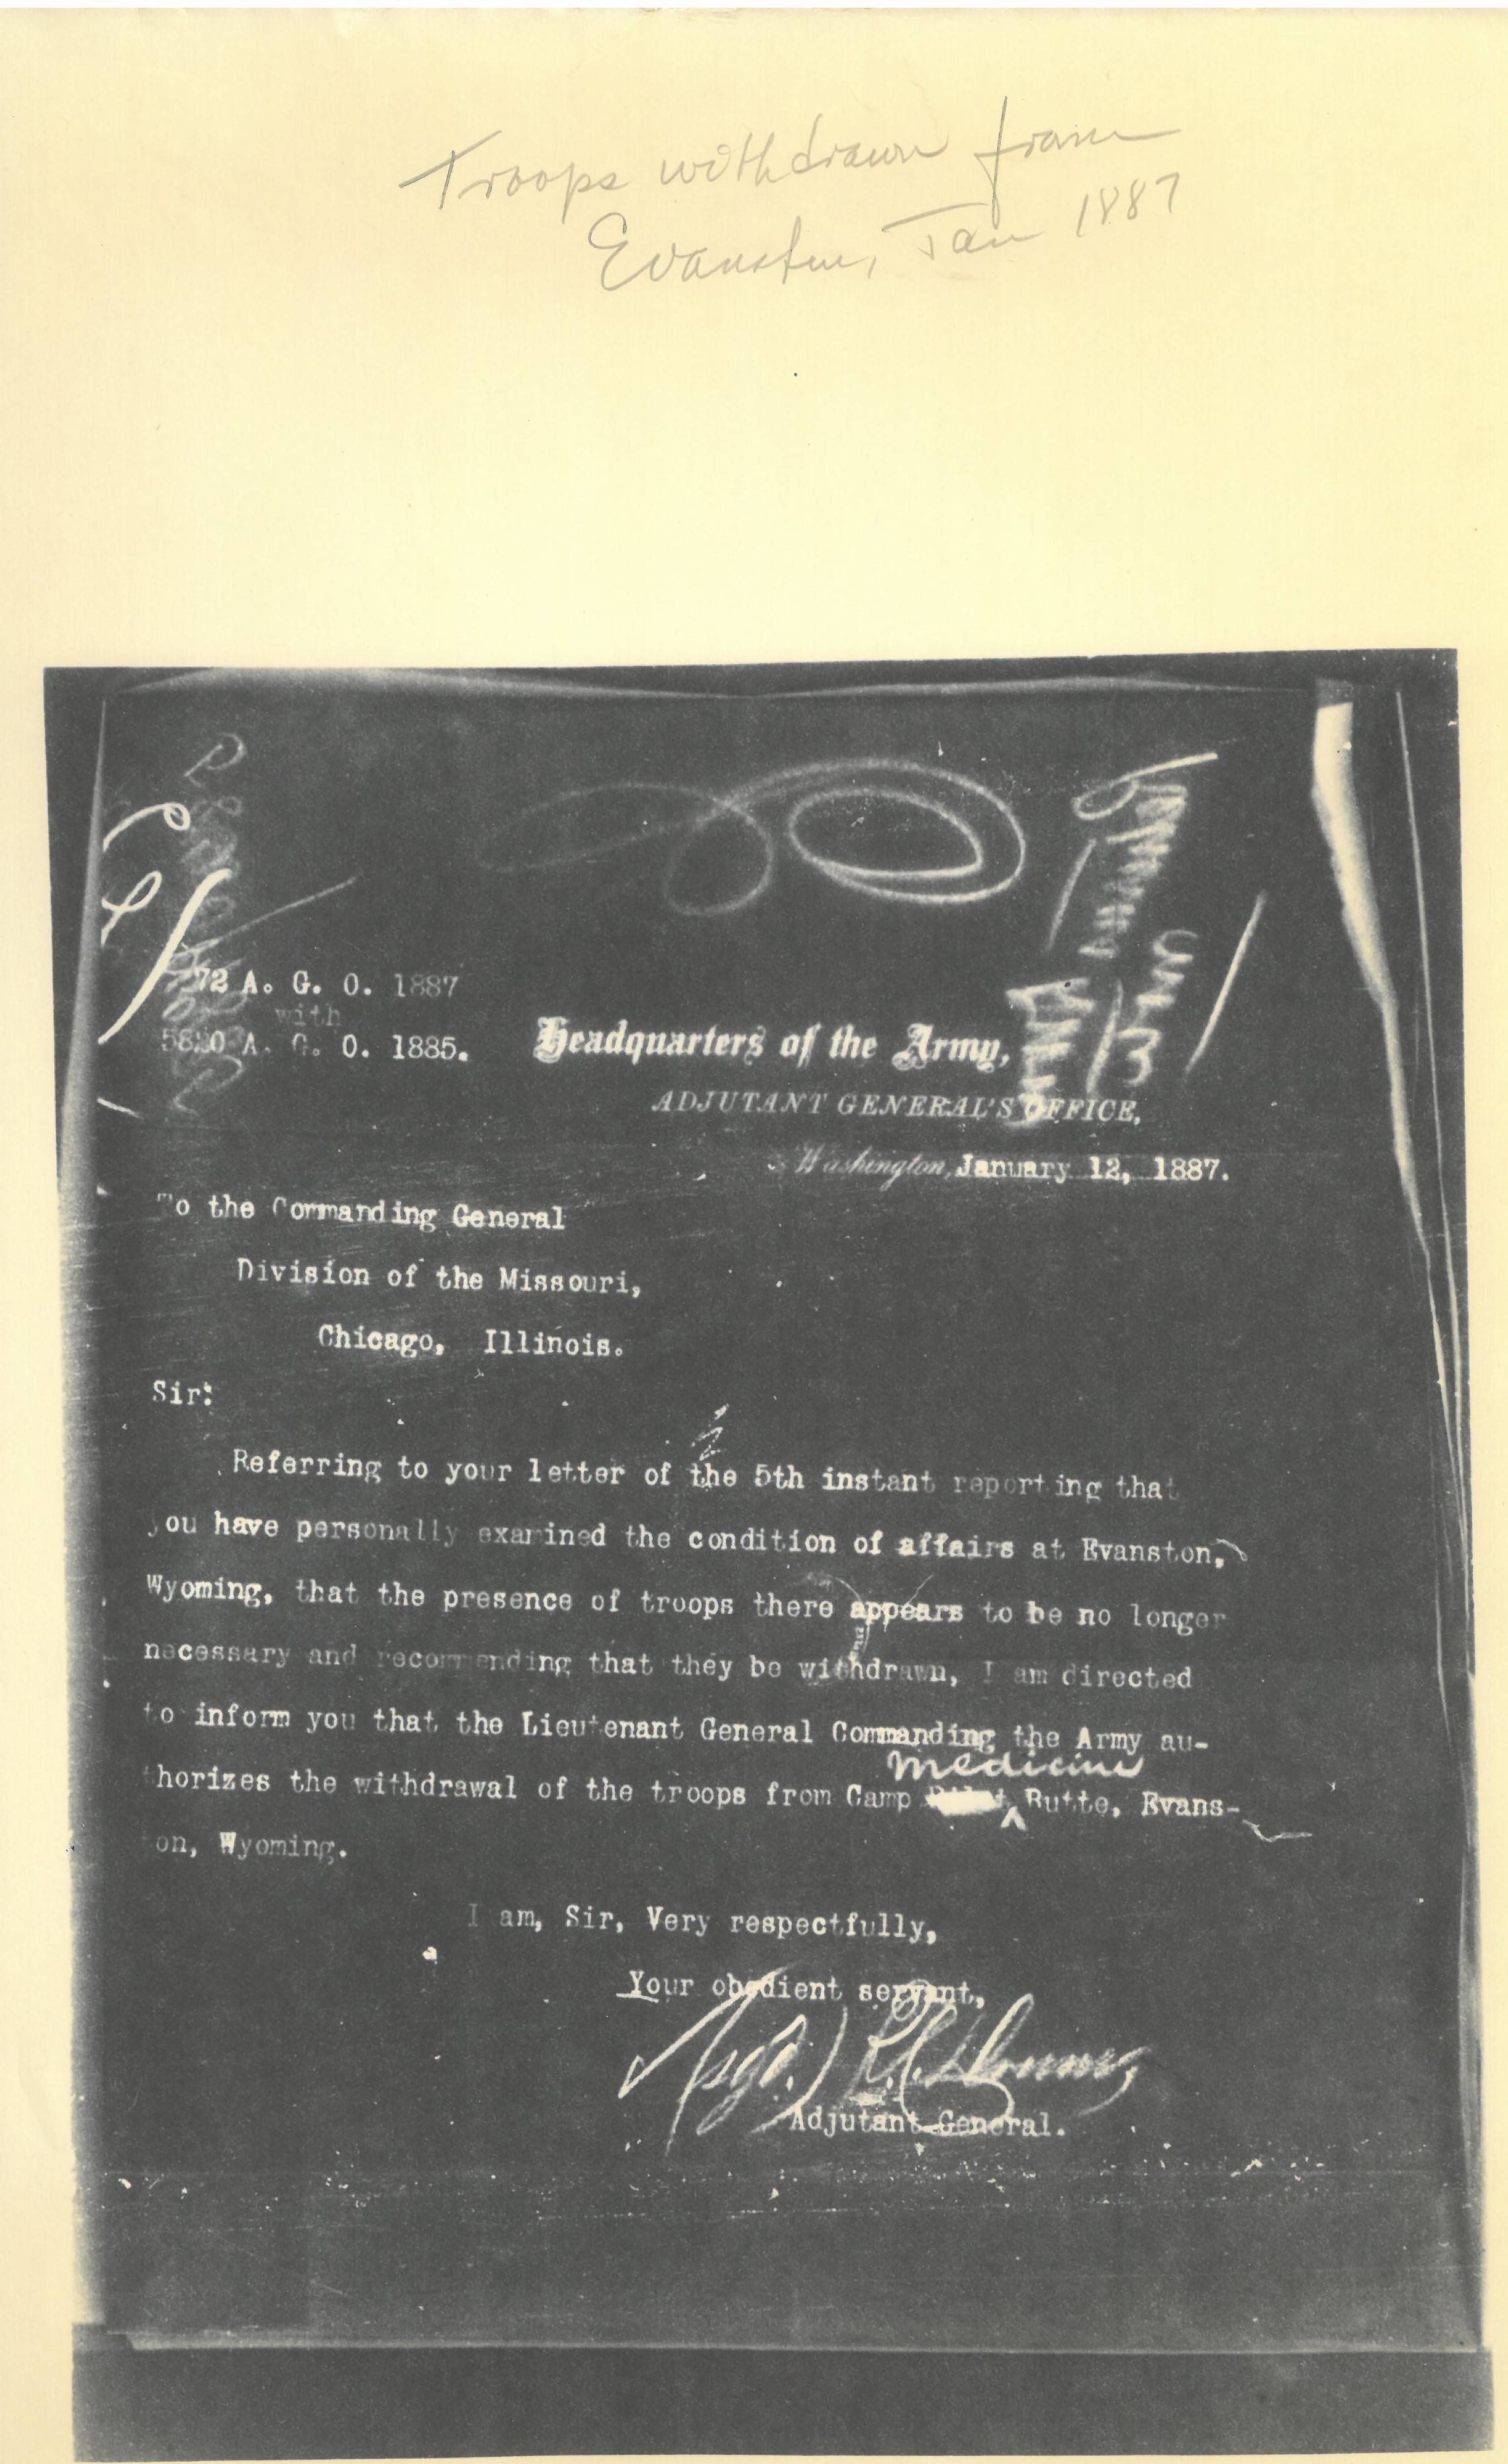 Troops withdrawn from
Evanston, Jan 1887
72 A. G. O. 1887
with
5820 A. G. O. 1885.
Headquarters of the Army,
ADJUTANT GENERAL'S OFFICE,
Washington, January 12, 1887.
To the Commanding General
Division of the Missouri,
Chicago, Illinois.
Sir:
Referring to your letter of the 5th instant reporting that
you have personally examined the condition of affairs at Evanston,
Wyoming, that the presence of troops there appears to be no longer
necessary and recommending that they be withdrawn, I am directed
to inform you that the Lieutenant General Commanding the Army au-
medicine
thorizes the withdrawal of the troops from Camp ^ Butte, Evans-
ton, Wyoming.
I am, Sir, Very respectfully,
Your obedient servant,
(sgd.) R. C. Drum,
Adjutant General.